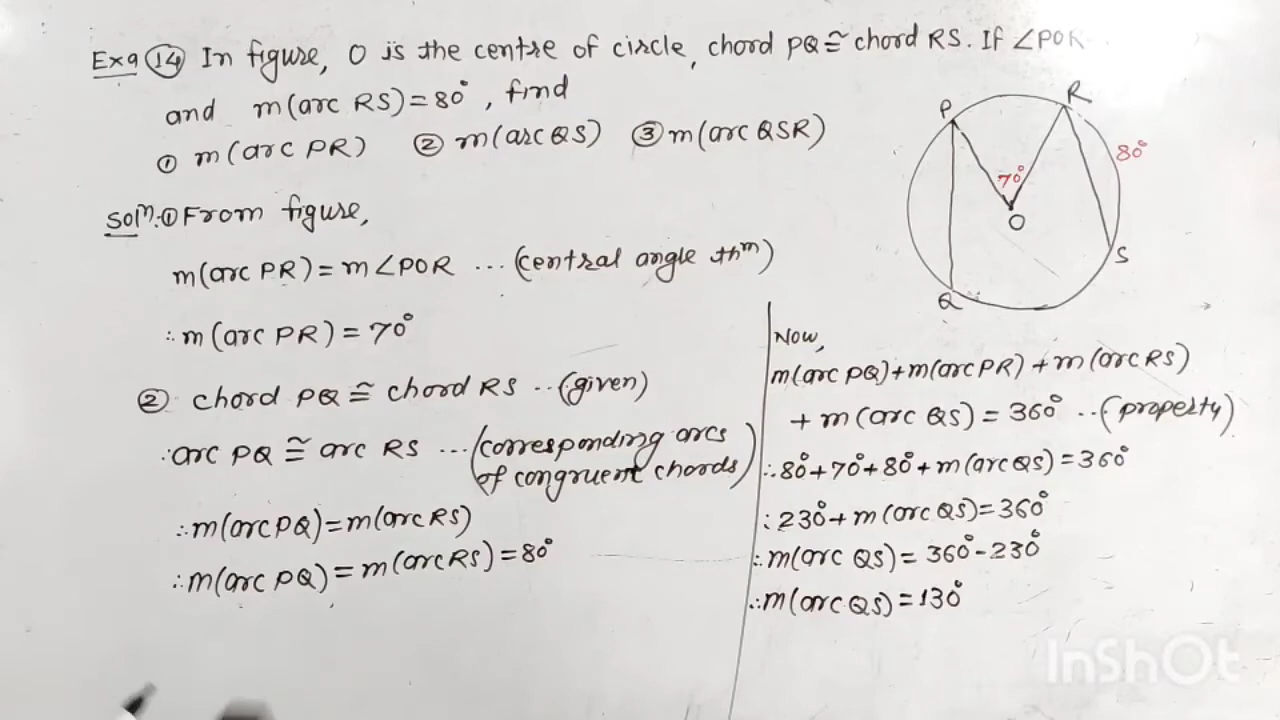 Exa 14 In figure, O is the centre of circle, chord PQ ≅ chord RS. If ∠POR
and m(arc RS)=80°, find
① m(arc PR) ② m(arc QS) ③ m(arc QSR)
P
R
80°
70°
O
S
Q
Solⁿ:① From figure,
m(arc PR)=m∠POR ...(central angle thᵐ)
∴m(arc PR)=70°
② chord PQ ≅ chord RS ..(given)
∴arc PQ ≅ arc RS ...(corresponding arcs
of congruent chords)
∴m(arc PQ)=m(arc RS)
∴m(arc PQ)=m(arc RS)=80°
Now,
m(arc PQ)+m(arc PR)+m(arc RS)
+m(arc QS)=360° ..(property)
∴80°+70°+80°+m(arc QS)=360°
∴230°+m(arc QS)=360°
∴m(arc QS)=360°-230°
∴m(arc QS)=130°
InShOt